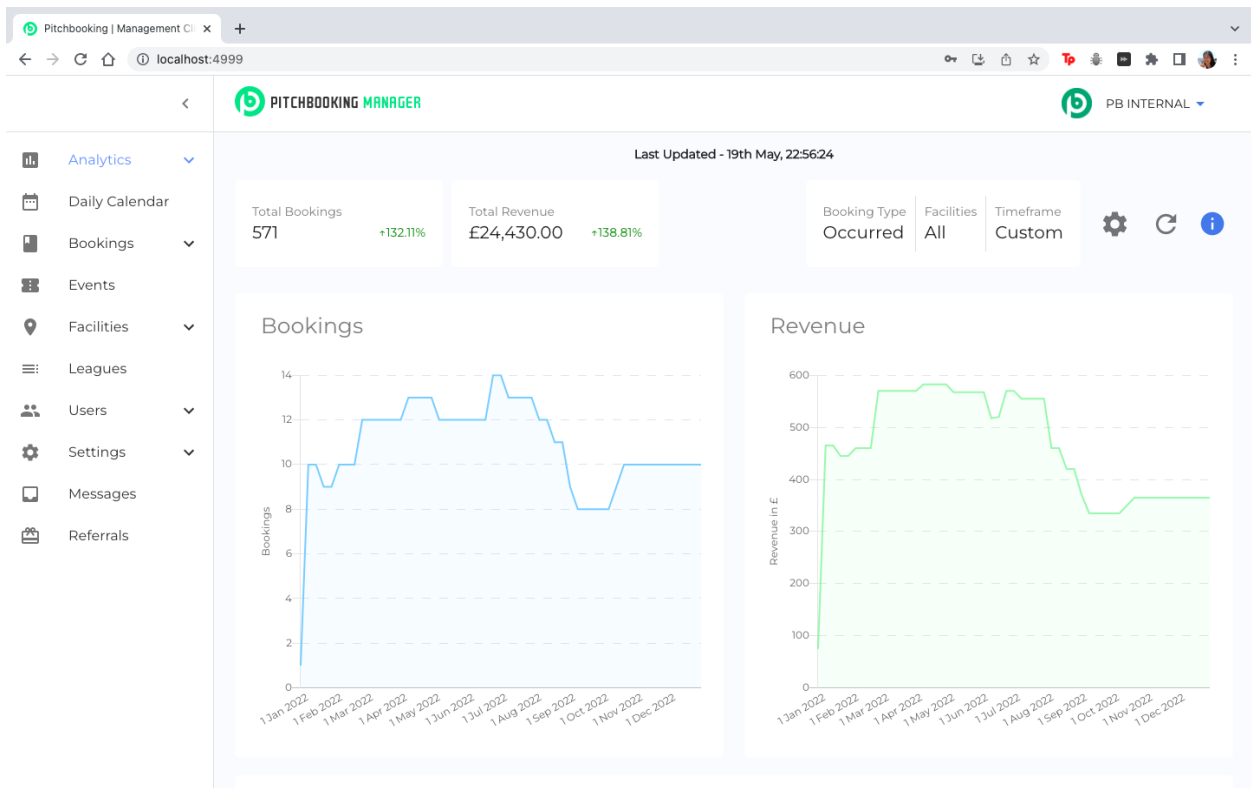 Pitchbooking | Management Cli
localhost:4999
Tp
PITCHBOOKING MANAGER
PB INTERNAL
Analytics
Daily Calendar
Bookings
Events
Facilities
Leagues
Users
Settings
Messages
Referrals
Last Updated - 19th May, 22:56:24
Total Bookings
571 ↑132.11%
Total Revenue
£24,430.00 ↑138.81%
Booking Type Facilities Timeframe
Occurred All Custom
Bookings
14
12
10
8
6
4
2
0
Bookings
1 Jan 2022 1 Feb 2022 1 Mar 2022 1 Apr 2022 1 May 2022 1 Jun 2022 1 Jul 2022 1 Aug 2022 1 Sep 2022 1 Oct 2022 1 Nov 2022 1 Dec 2022
Revenue
600
500
400
300
200
100
0
Revenue in £
1 Jan 2022 1 Feb 2022 1 Mar 2022 1 Apr 2022 1 May 2022 1 Jun 2022 1 Jul 2022 1 Aug 2022 1 Sep 2022 1 Oct 2022 1 Nov 2022 1 Dec 2022